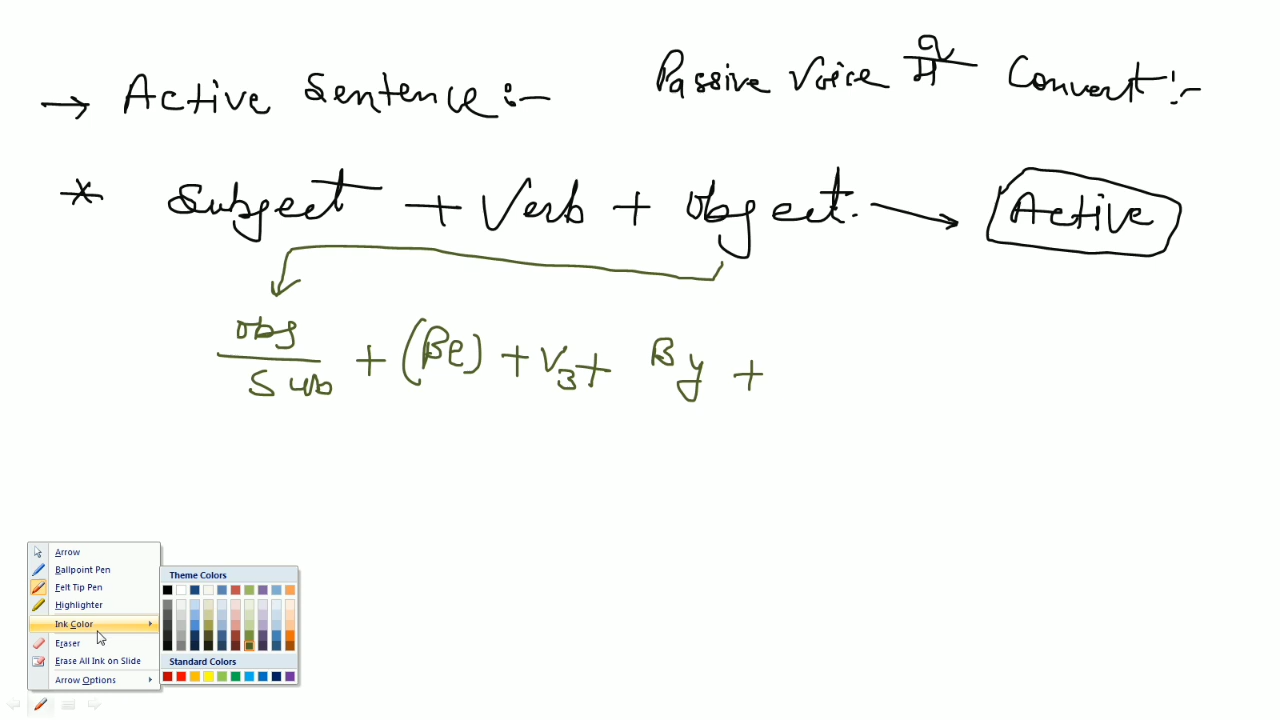 → Active Sentence:- Passive Voice में Convert:-
* Subject + Verb + Object. → Active
Obj
Sub + (Be) + V3 + By +
Arrow
Ballpoint Pen
Felt Tip Pen
Highlighter
Ink Color
Eraser
Erase All Ink on Slide
Arrow Options
Theme Colors
Standard Colors